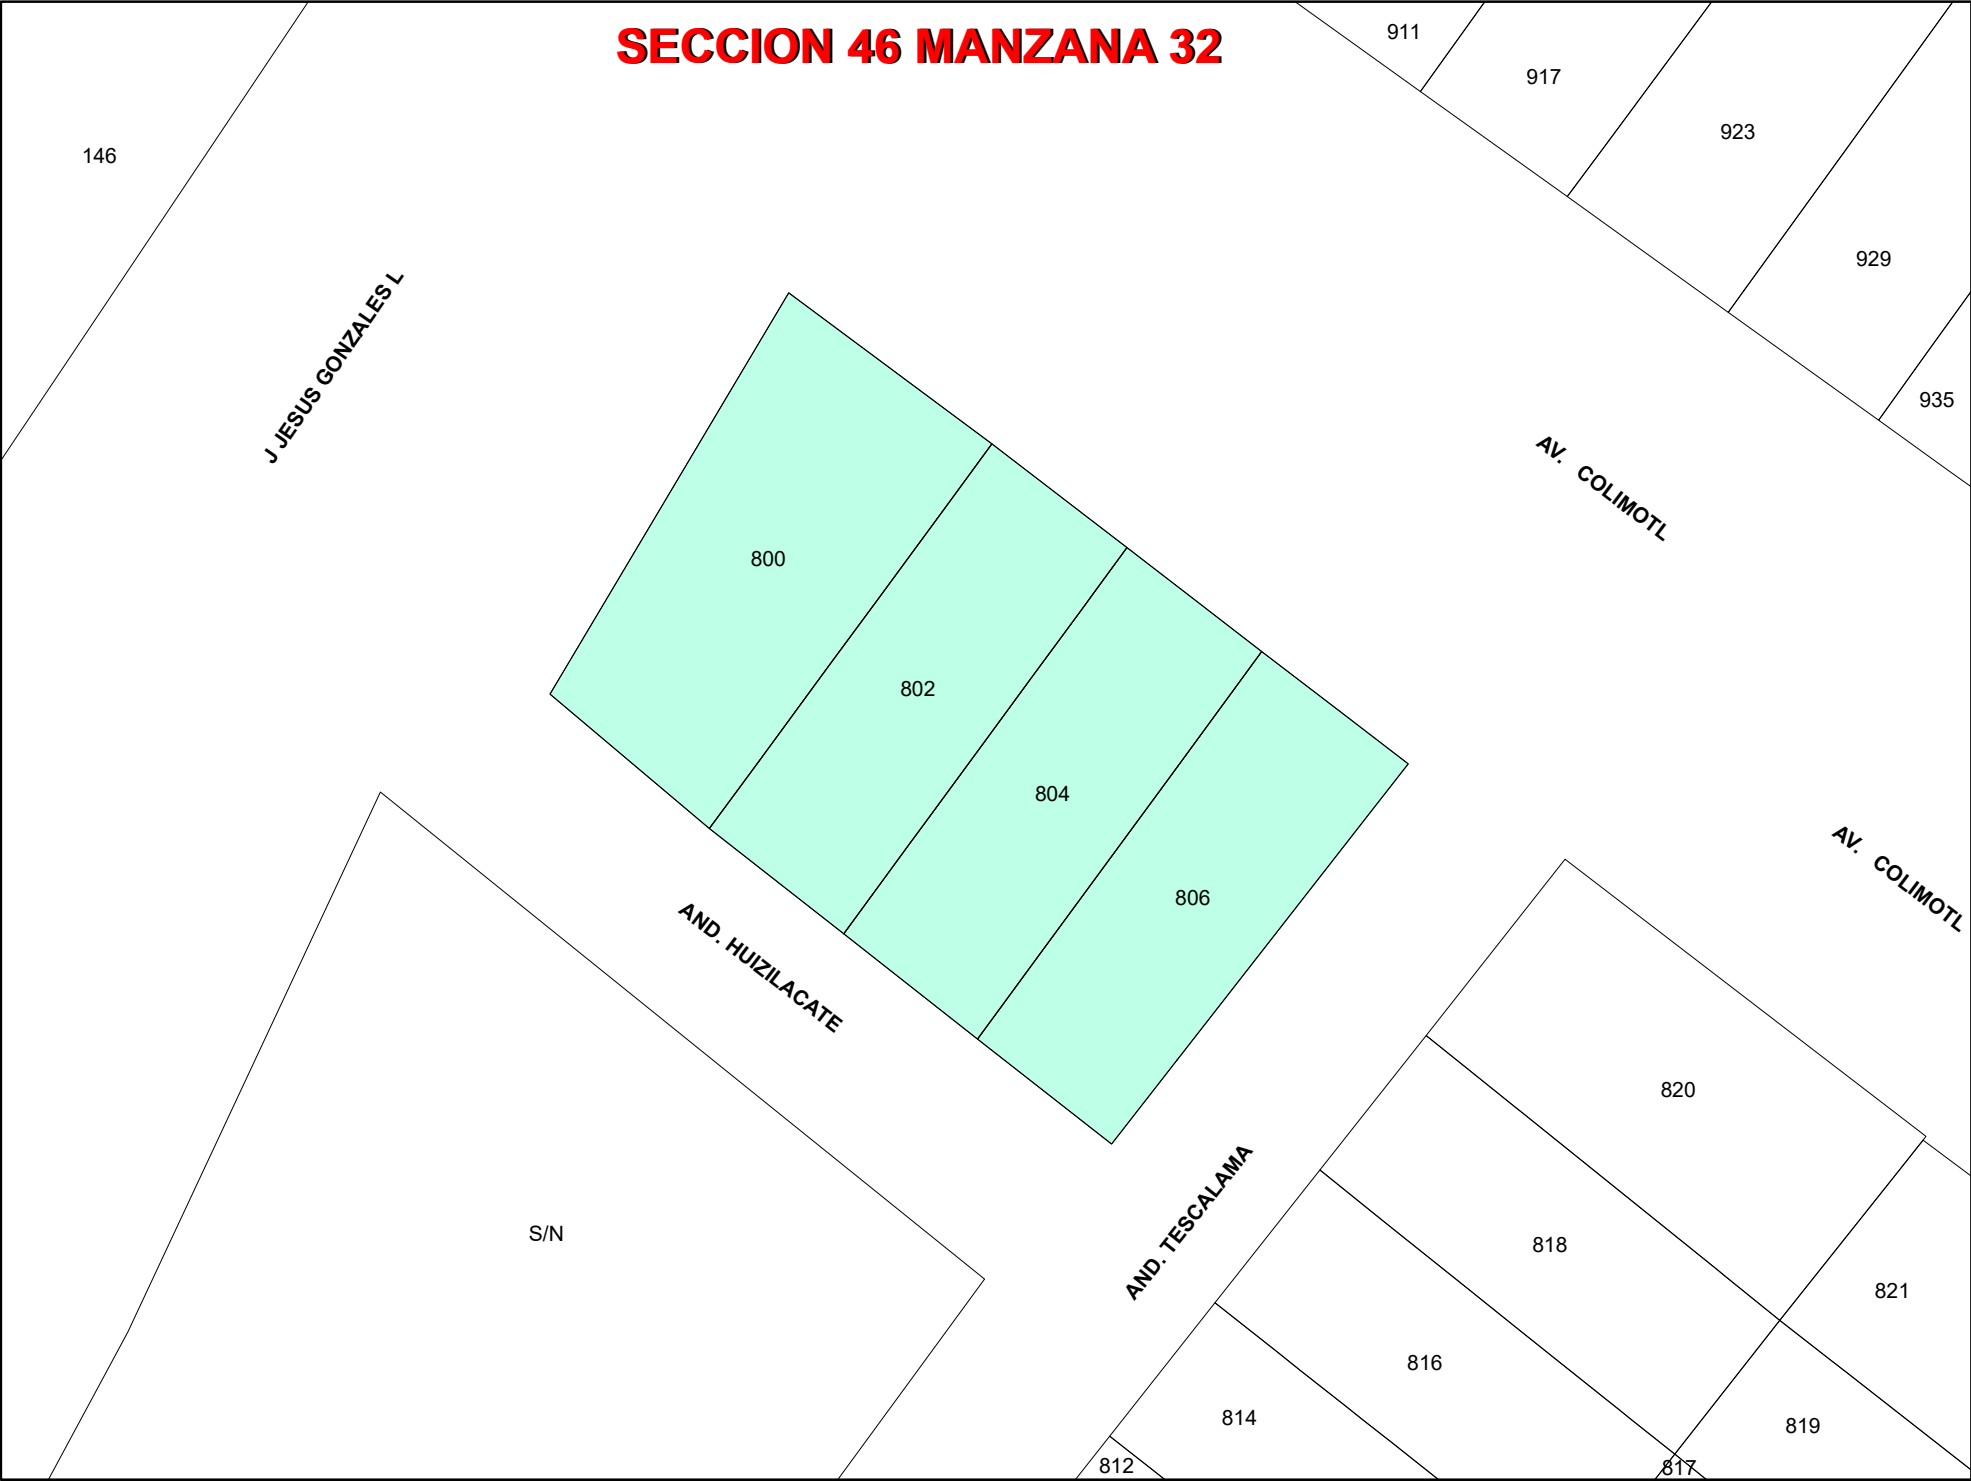 SECCION 46 MANZANA 32
911
917
923
146
929
J JESUS GONZALES L
935
AV. COLIMOTL
800
802
804
AV. COLIMOTL
806
AND. HUIZILACATE
820
AND. TESCALAMA
S/N
818
821
816
814
819
812
817